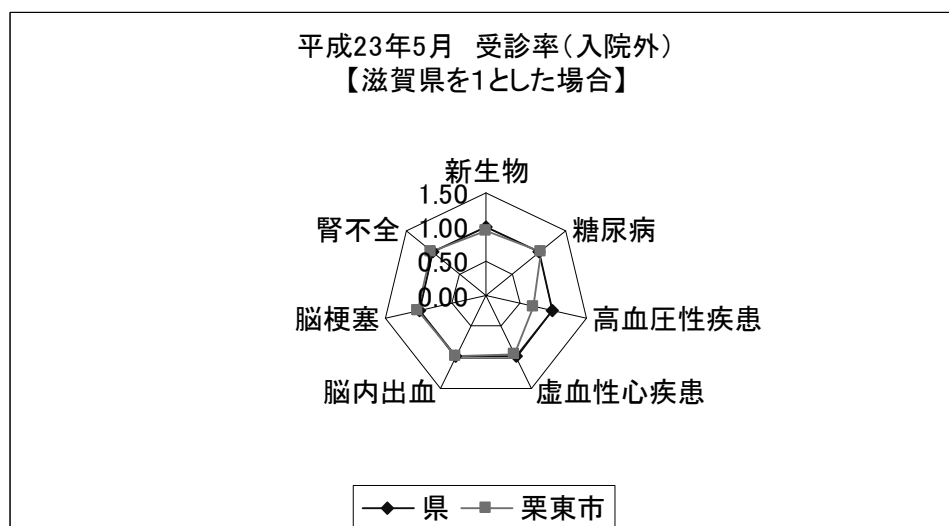 平成23年5月 受診率(入院外)
【滋賀県を1とした場合】
新生物
1.50
1.00
0.50
0.00
糖尿病
高血圧性疾患
虚血性心疾患
脳内出血
脳梗塞
腎不全
県 栗東市